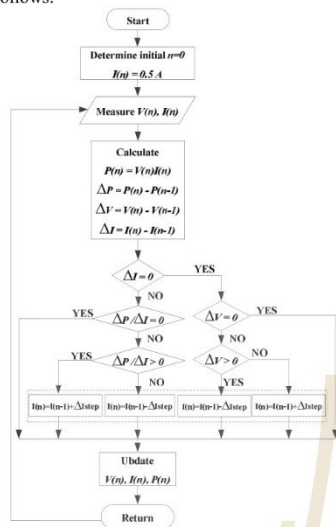 ollows:
Start
Determine initial n=0
I(n) = 0.5 A
Measure V(n), I(n)
Calculate
P(n) = V(n)I(n)
ΔP = P(n) - P(n-1)
ΔV = V(n) - V(n-1)
ΔI = I(n) - I(n-1)
ΔI = 0
YES
NO
YES
ΔP/ΔI = 0
ΔV = 0
YES
NO
NO
YES
ΔP/ΔI > 0
ΔV > 0
NO
NO
YES
I(n)=I(n-1)+ΔIstep
I(n)=I(n-1)-ΔIstep
I(n)=I(n)-ΔIstep
I(n)=I(n-1)+ΔIstep
Ubdate
V(n), I(n), P(n)
Return